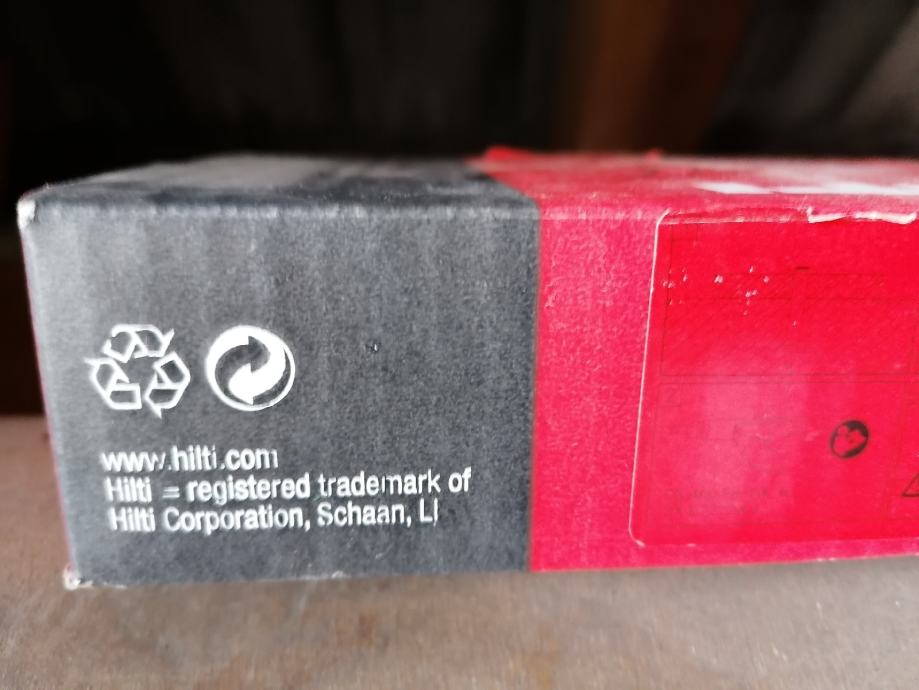 www.hilti.com
Hilti = registered trademark of
Hilti Corporation, Schaan, LI